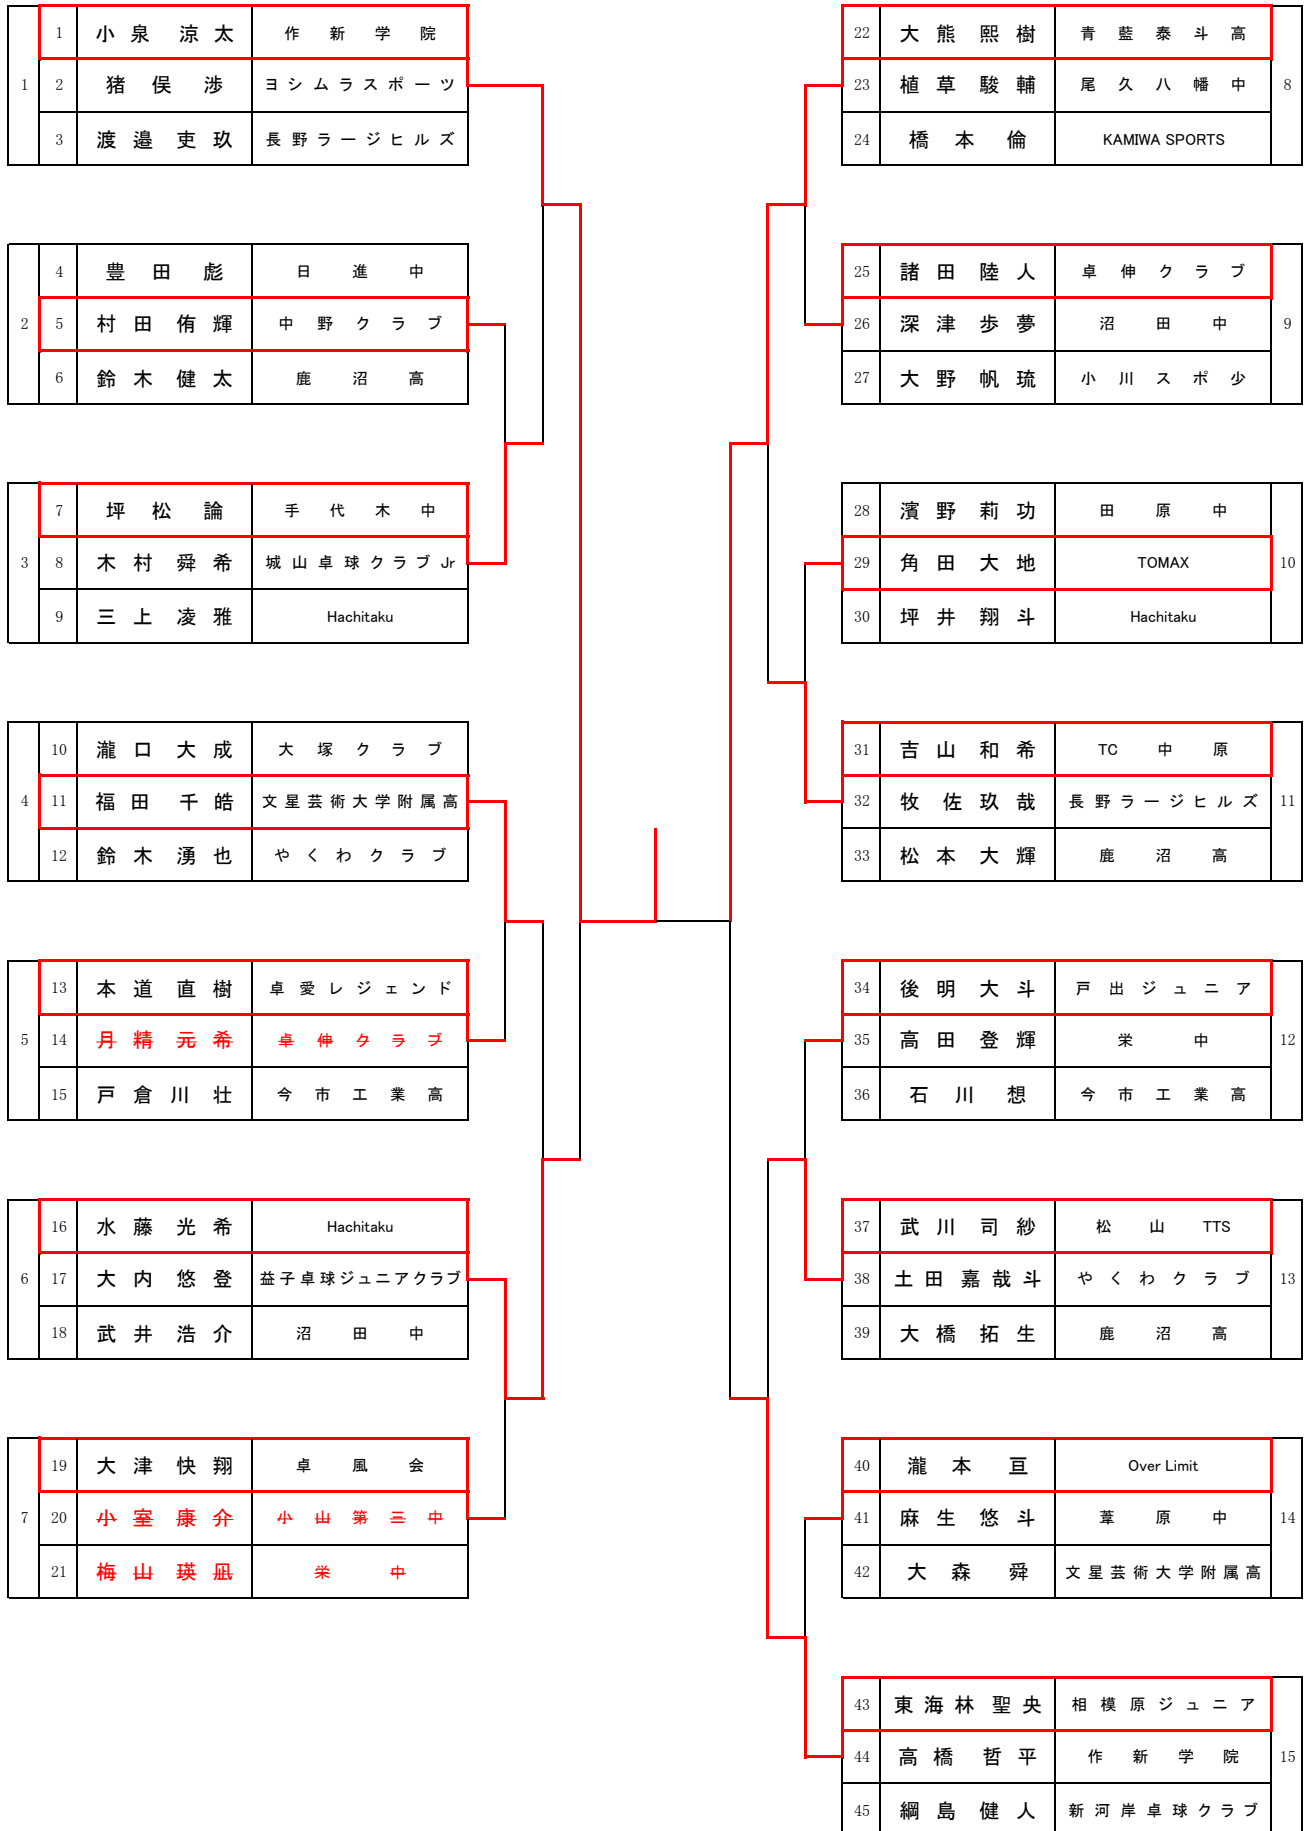 1 小泉 涼太 作新学院
1 2 猪俣 渉 ヨシムラスポーツ
3 渡邉 吏玖 長野ラージヒルズ
4 豊田 彪 日進中
2 5 村田 侑輝 中野クラブ
6 鈴木 健太 鹿沼高
7 坪松 論 手代木中
3 8 木村 舜希 城山卓球クラブJr
9 三上 凌雅 Hachitaku
10 瀧口 大成 大塚クラブ
4 11 福田 千皓 文星芸術大学附属高
12 鈴木 湧也 やくわクラブ
13 本道 直樹 卓愛レジェンド
5 14 月精 元希 卓伸クラブ
15 戸倉川 壮 今市工業高
16 水藤 光希 Hachitaku
6 17 大内 悠登 益子卓球ジュニアクラブ
18 武井 浩介 沼田中
19 大津 快翔 卓風会
7 20 小室 康介 小山第三中
21 梅山 瑛凪 栄中
22 大熊 熙樹 青藍泰斗高
23 植草 駿輔 尾久八幡中 8
24 橋本 倫 KAMIWA SPORTS
25 諸田 陸人 卓伸クラブ
26 深津 歩夢 沼田中 9
27 大野 帆琉 小川スポ少
28 濱野 莉功 田原中
29 角田 大地 TOMAX 10
30 坪井 翔斗 Hachitaku
31 吉山 和希 TC中原
32 牧 佐玖哉 長野ラージヒルズ 11
33 松本 大輝 鹿沼高
34 後明 大斗 戸出ジュニア
35 高田 登輝 栄中 12
36 石川 想 今市工業高
37 武川 司紗 松山TTS
38 土田 嘉哉斗 やくわクラブ 13
39 大橋 拓生 鹿沼高
40 瀧本 亘 Over Limit
41 麻生 悠斗 葦原中 14
42 大森 舜 文星芸術大学附属高
43 東海林 聖央 相模原ジュニア
44 高橋 哲平 作新学院 15
45 綱島 健人 新河岸卓球クラブ